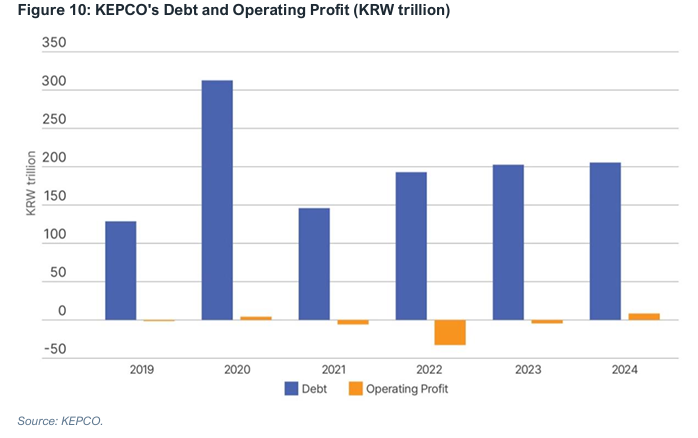 Figure 10: KEPCO's Debt and Operating Profit (KRW trillion)
350
300
250
200
150
100
50
0
-50
KRW trillion
2019 2020 2021 2022 2023 2024
Debt Operating Profit
Source: KEPCO.